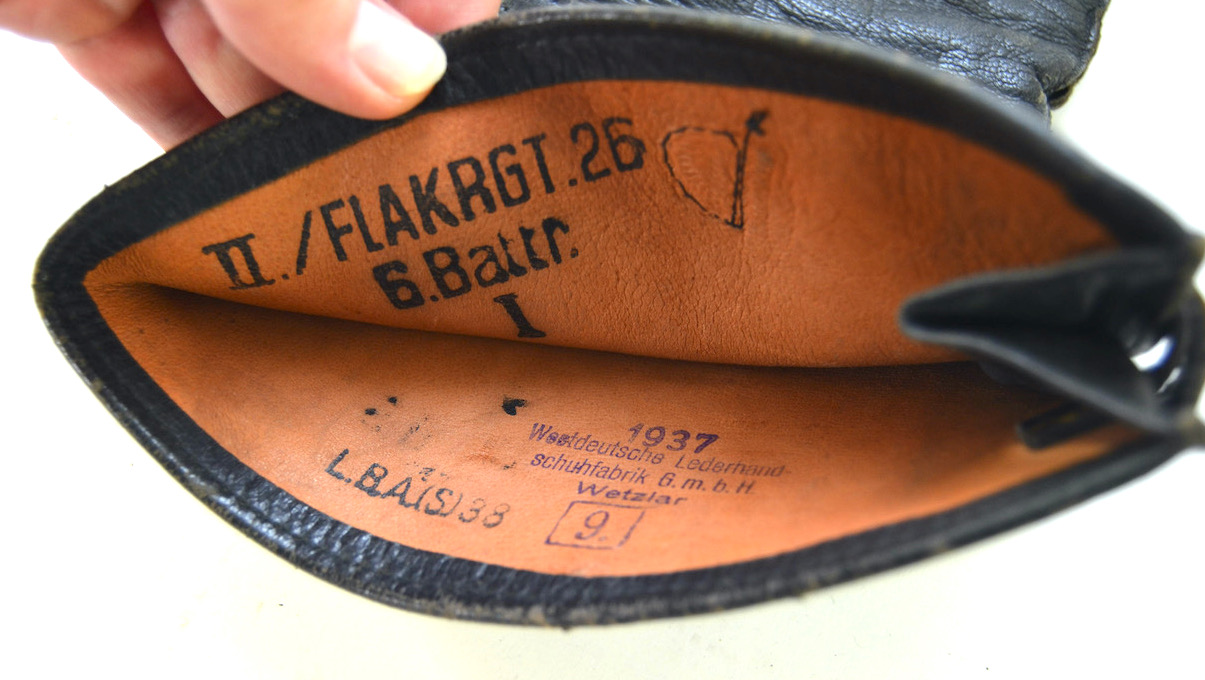 II./FLAKRGT.26
6.Battr.
I
L.B.A.(S)38
1937
Westdeutsche Lederhand-
schuhfabrik G.m.b.H.
Wetzlar
9.